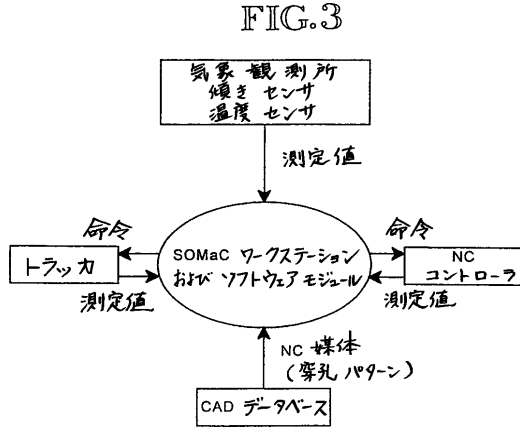 FIG.3
気象観測所
傾きセンサ
温度センサ
測定値
命令
命令
トラッカ
SOMaC ワークステーション
および ソフトウェア モジュール
NC
コントローラ
測定値
測定値
NC 媒体
(穿孔 パターン)
CAD データベース